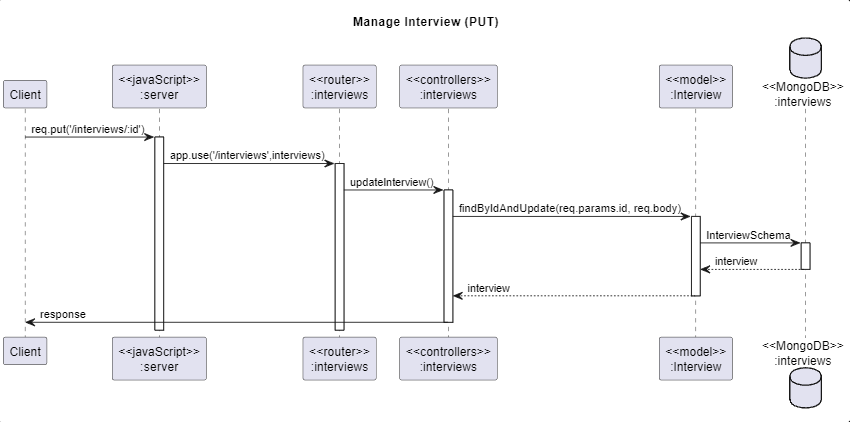 Manage Interview (PUT)
Client
<<javaScript>>
:server
<<router>>
:interviews
<<controllers>>
:interviews
<<model>>
:Interview
<<MongoDB>>
:interviews
req.put('/interviews/:id')
app.use('/interviews',interviews)
updateInterview()
findByIdAndUpdate(req.params.id, req.body)
InterviewSchema
interview
interview
response
Client
<<javaScript>>
:server
<<router>>
:interviews
<<controllers>>
:interviews
<<model>>
:Interview
<<MongoDB>>
:interviews